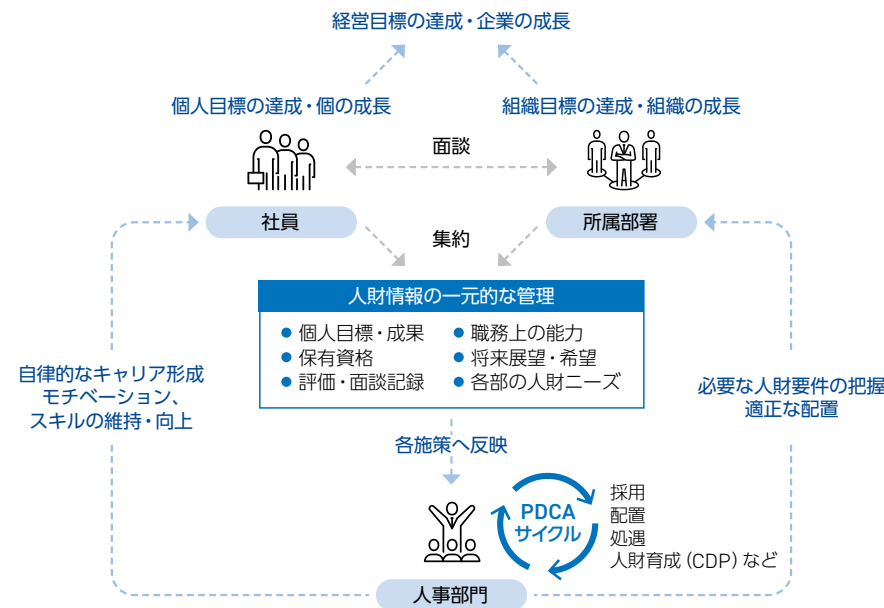 経営目標の達成・企業の成長
個人目標の達成・個の成長
組織目標の達成・組織の成長
面談
社員
所属部署
集約
人財情報の一元的な管理
● 個人目標・成果
● 職務上の能力
● 保有資格
● 将来展望・希望
● 評価・面談記録
● 各部の人財ニーズ
自律的なキャリア形成
モチベーション、
スキルの維持・向上
必要な人財要件の把握
適正な配置
各施策へ反映
PDCA
サイクル
採用
配置
処遇
人財育成(CDP)など
人事部門